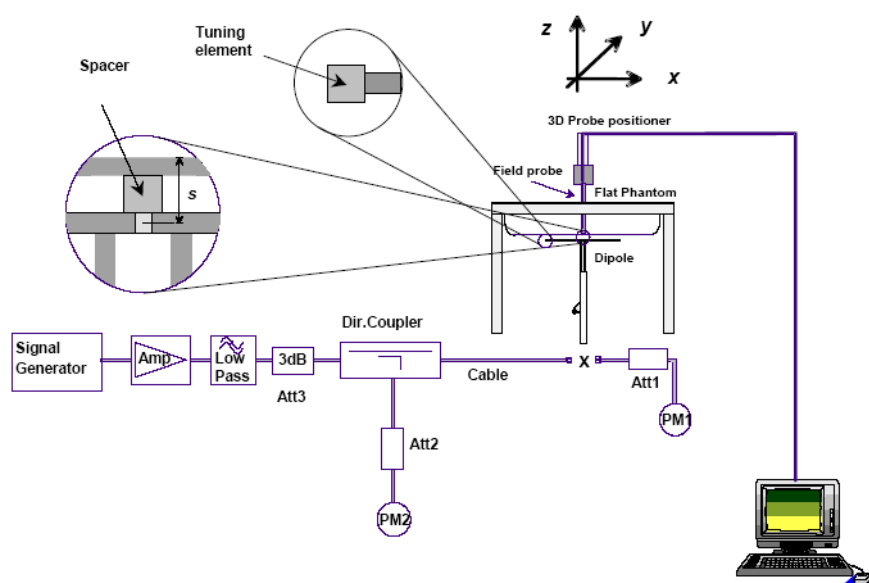 Tuning
element
Spacer
s
z
y
x
3D Probe positioner
Field probe
Flat Phantom
Dipole
Signal
Generator
Amp
Low
Pass
3dB
Att3
Dir.Coupler
Cable
X
Att1
PM1
Att2
PM2